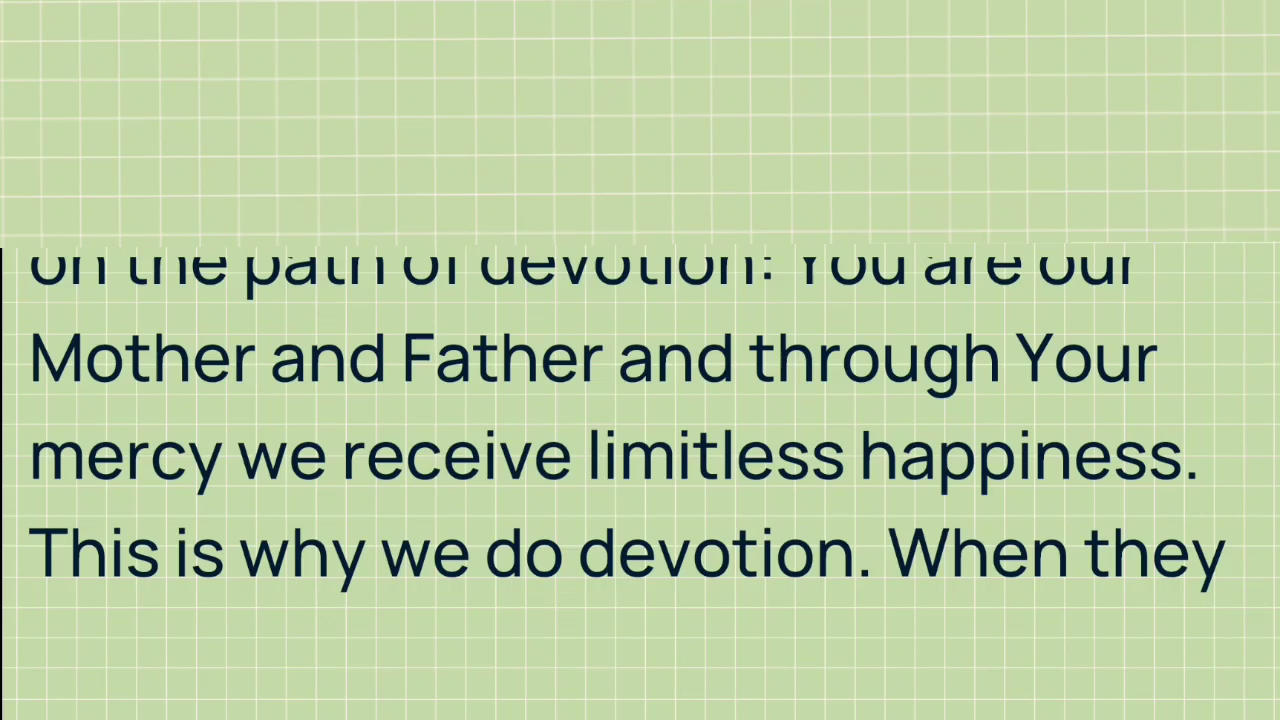 on the path of devotion: You are our
Mother and Father and through Your
mercy we receive limitless happiness.
This is why we do devotion. When they